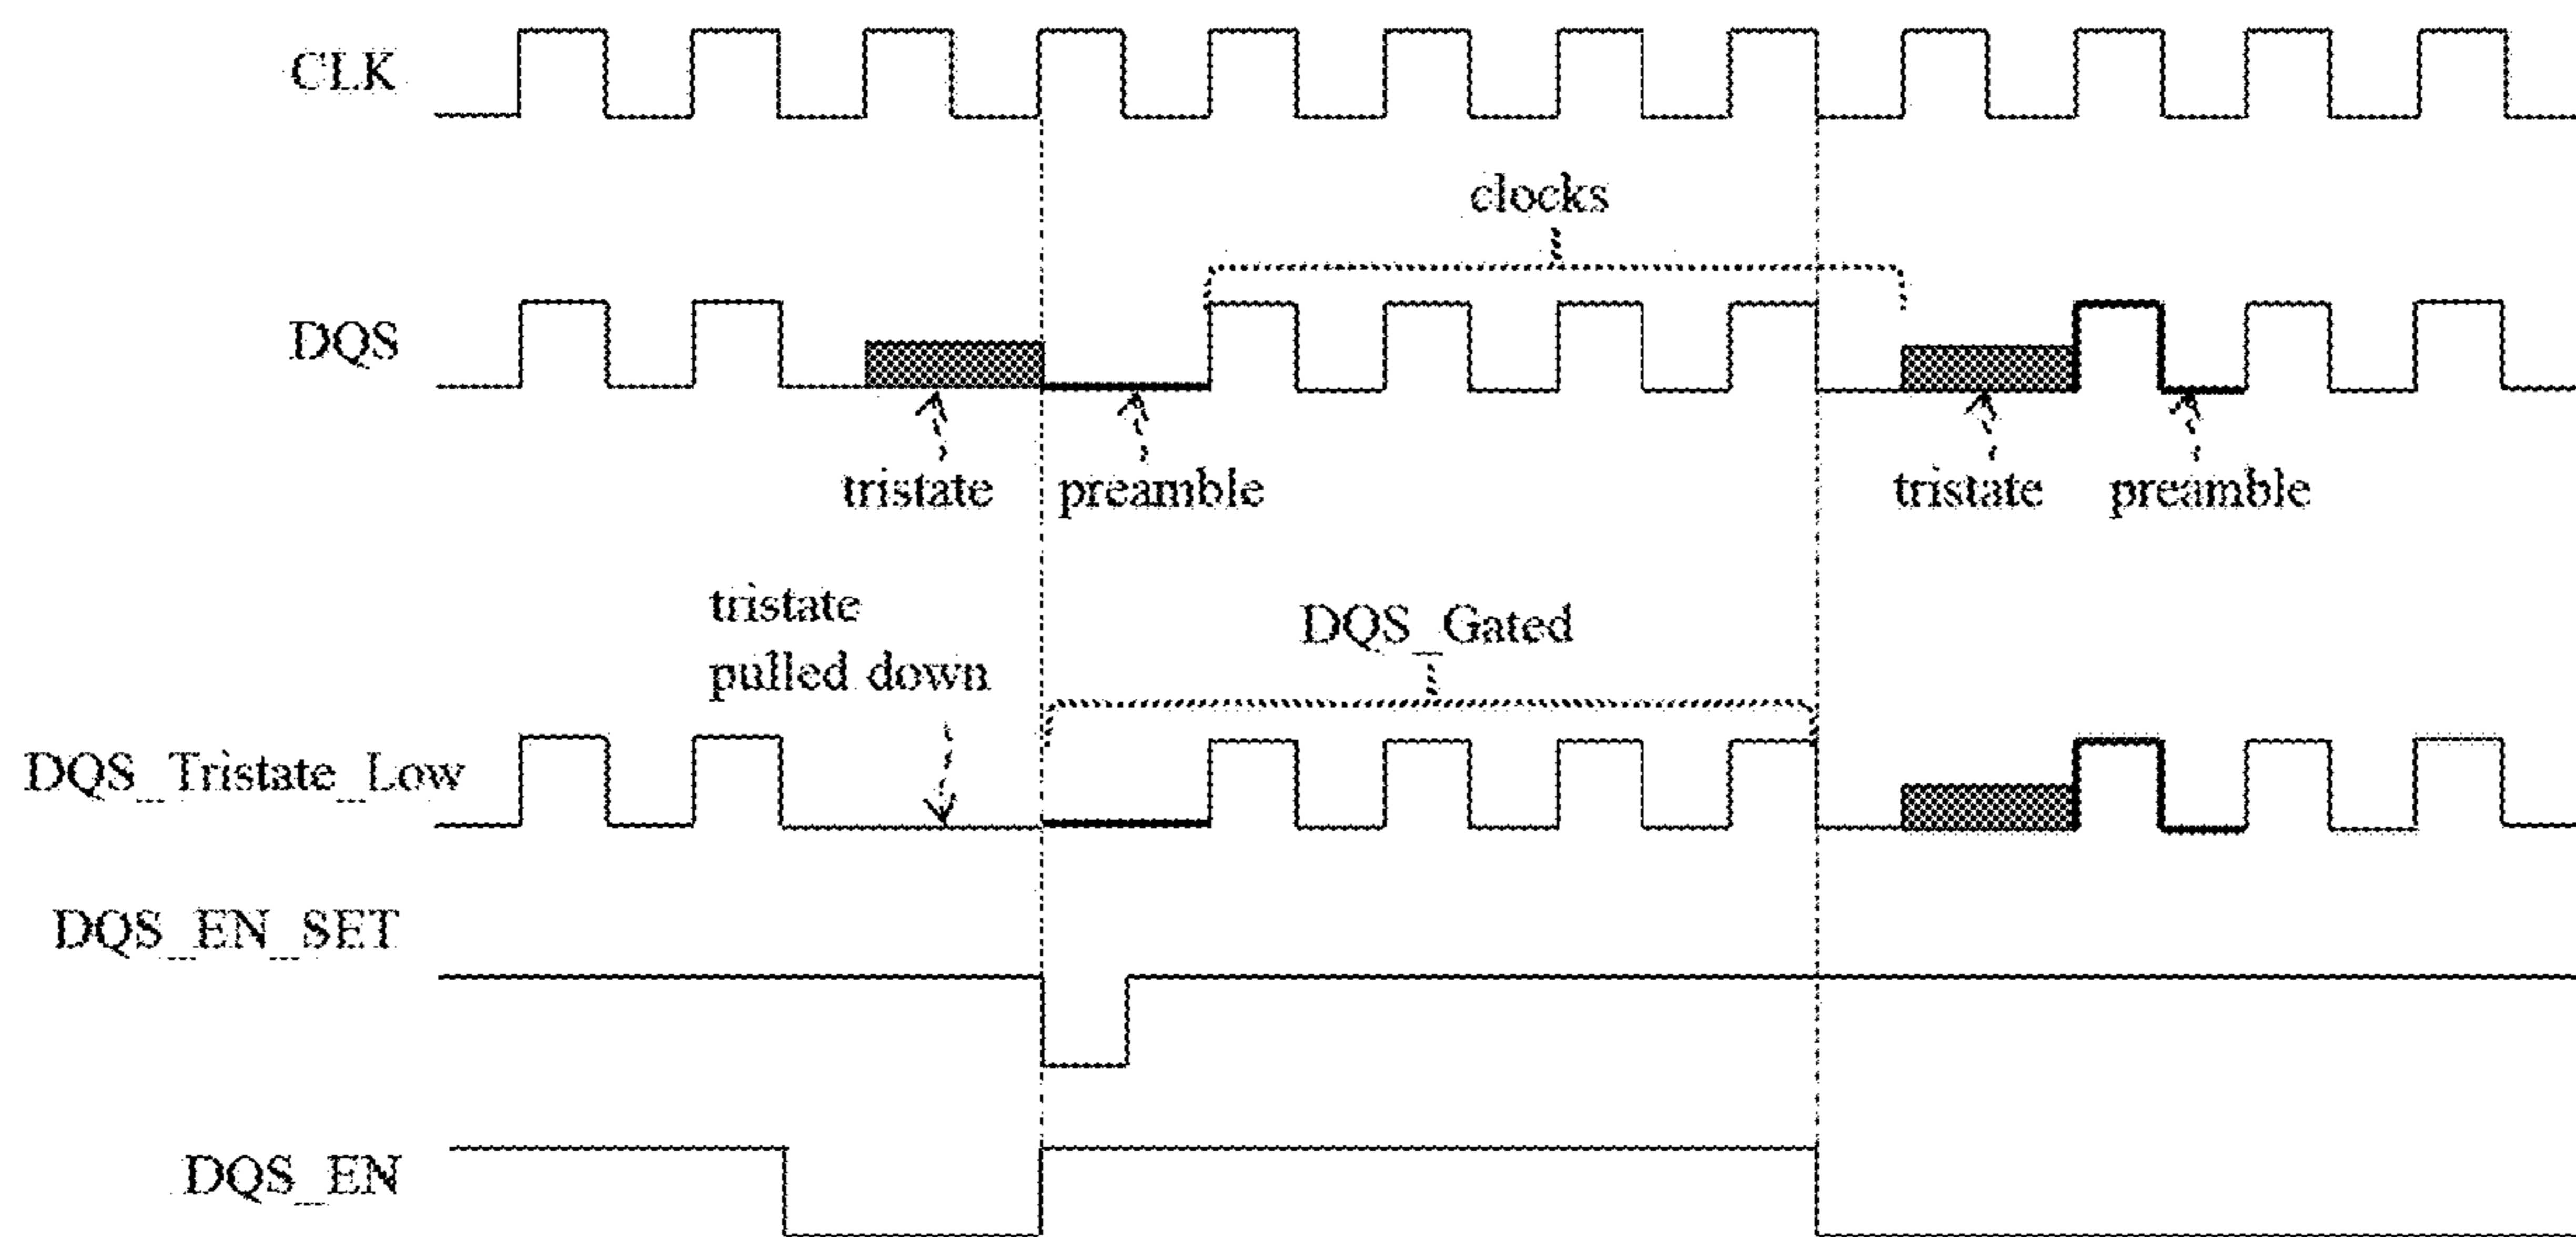 CLK
clocks
DQS
tristate
preamble
tristate
preamble
tristate
pulled down
DQS_Gated
DQS_Tristate_Low
DQS_EN_SET
DQS_EN